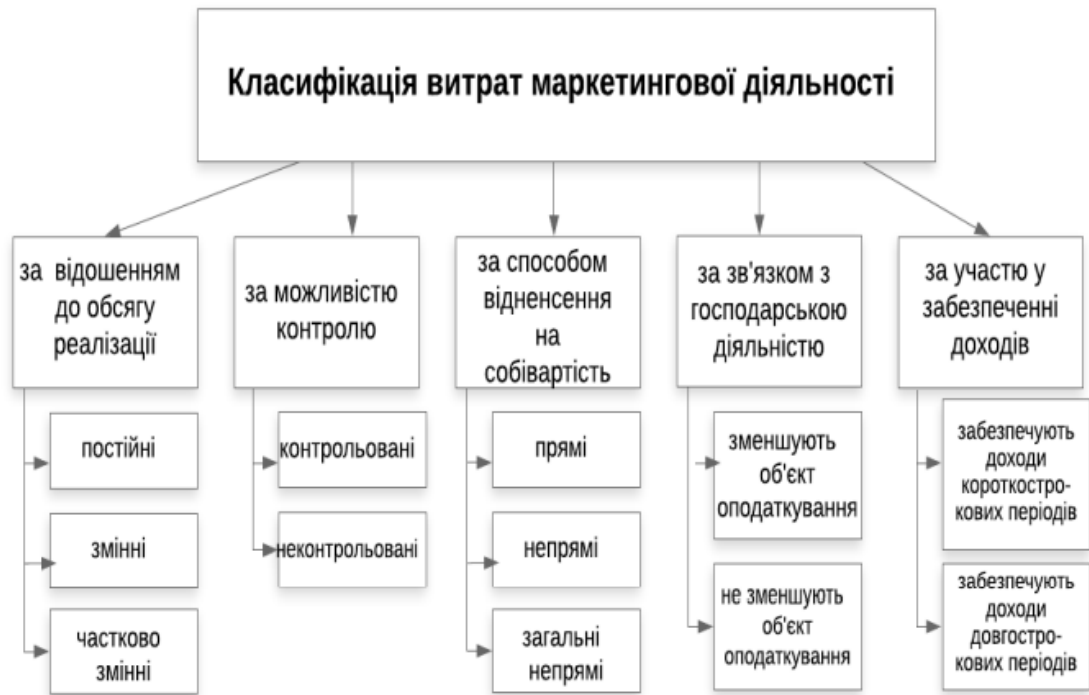 Класифікація витрат маркетингової діяльності
за відошенням
до обсягу
реалізації
постійні
змінні
частково
змінні
за можливістю
контролю
контрольовані
неконтрольовані
за способом
відненсення
на
собівартість
прямі
непрямі
загальні
непрямі
за зв'язком з
господарською
діяльністю
зменшують
об'єкт
оподаткування
не зменшують
об'єкт
оподаткування
за участю у
забезпеченні
доходів
забезпечують
доходи
короткостро-
кових періодів
забезпечують
доходи
довгостро-
кових періодів